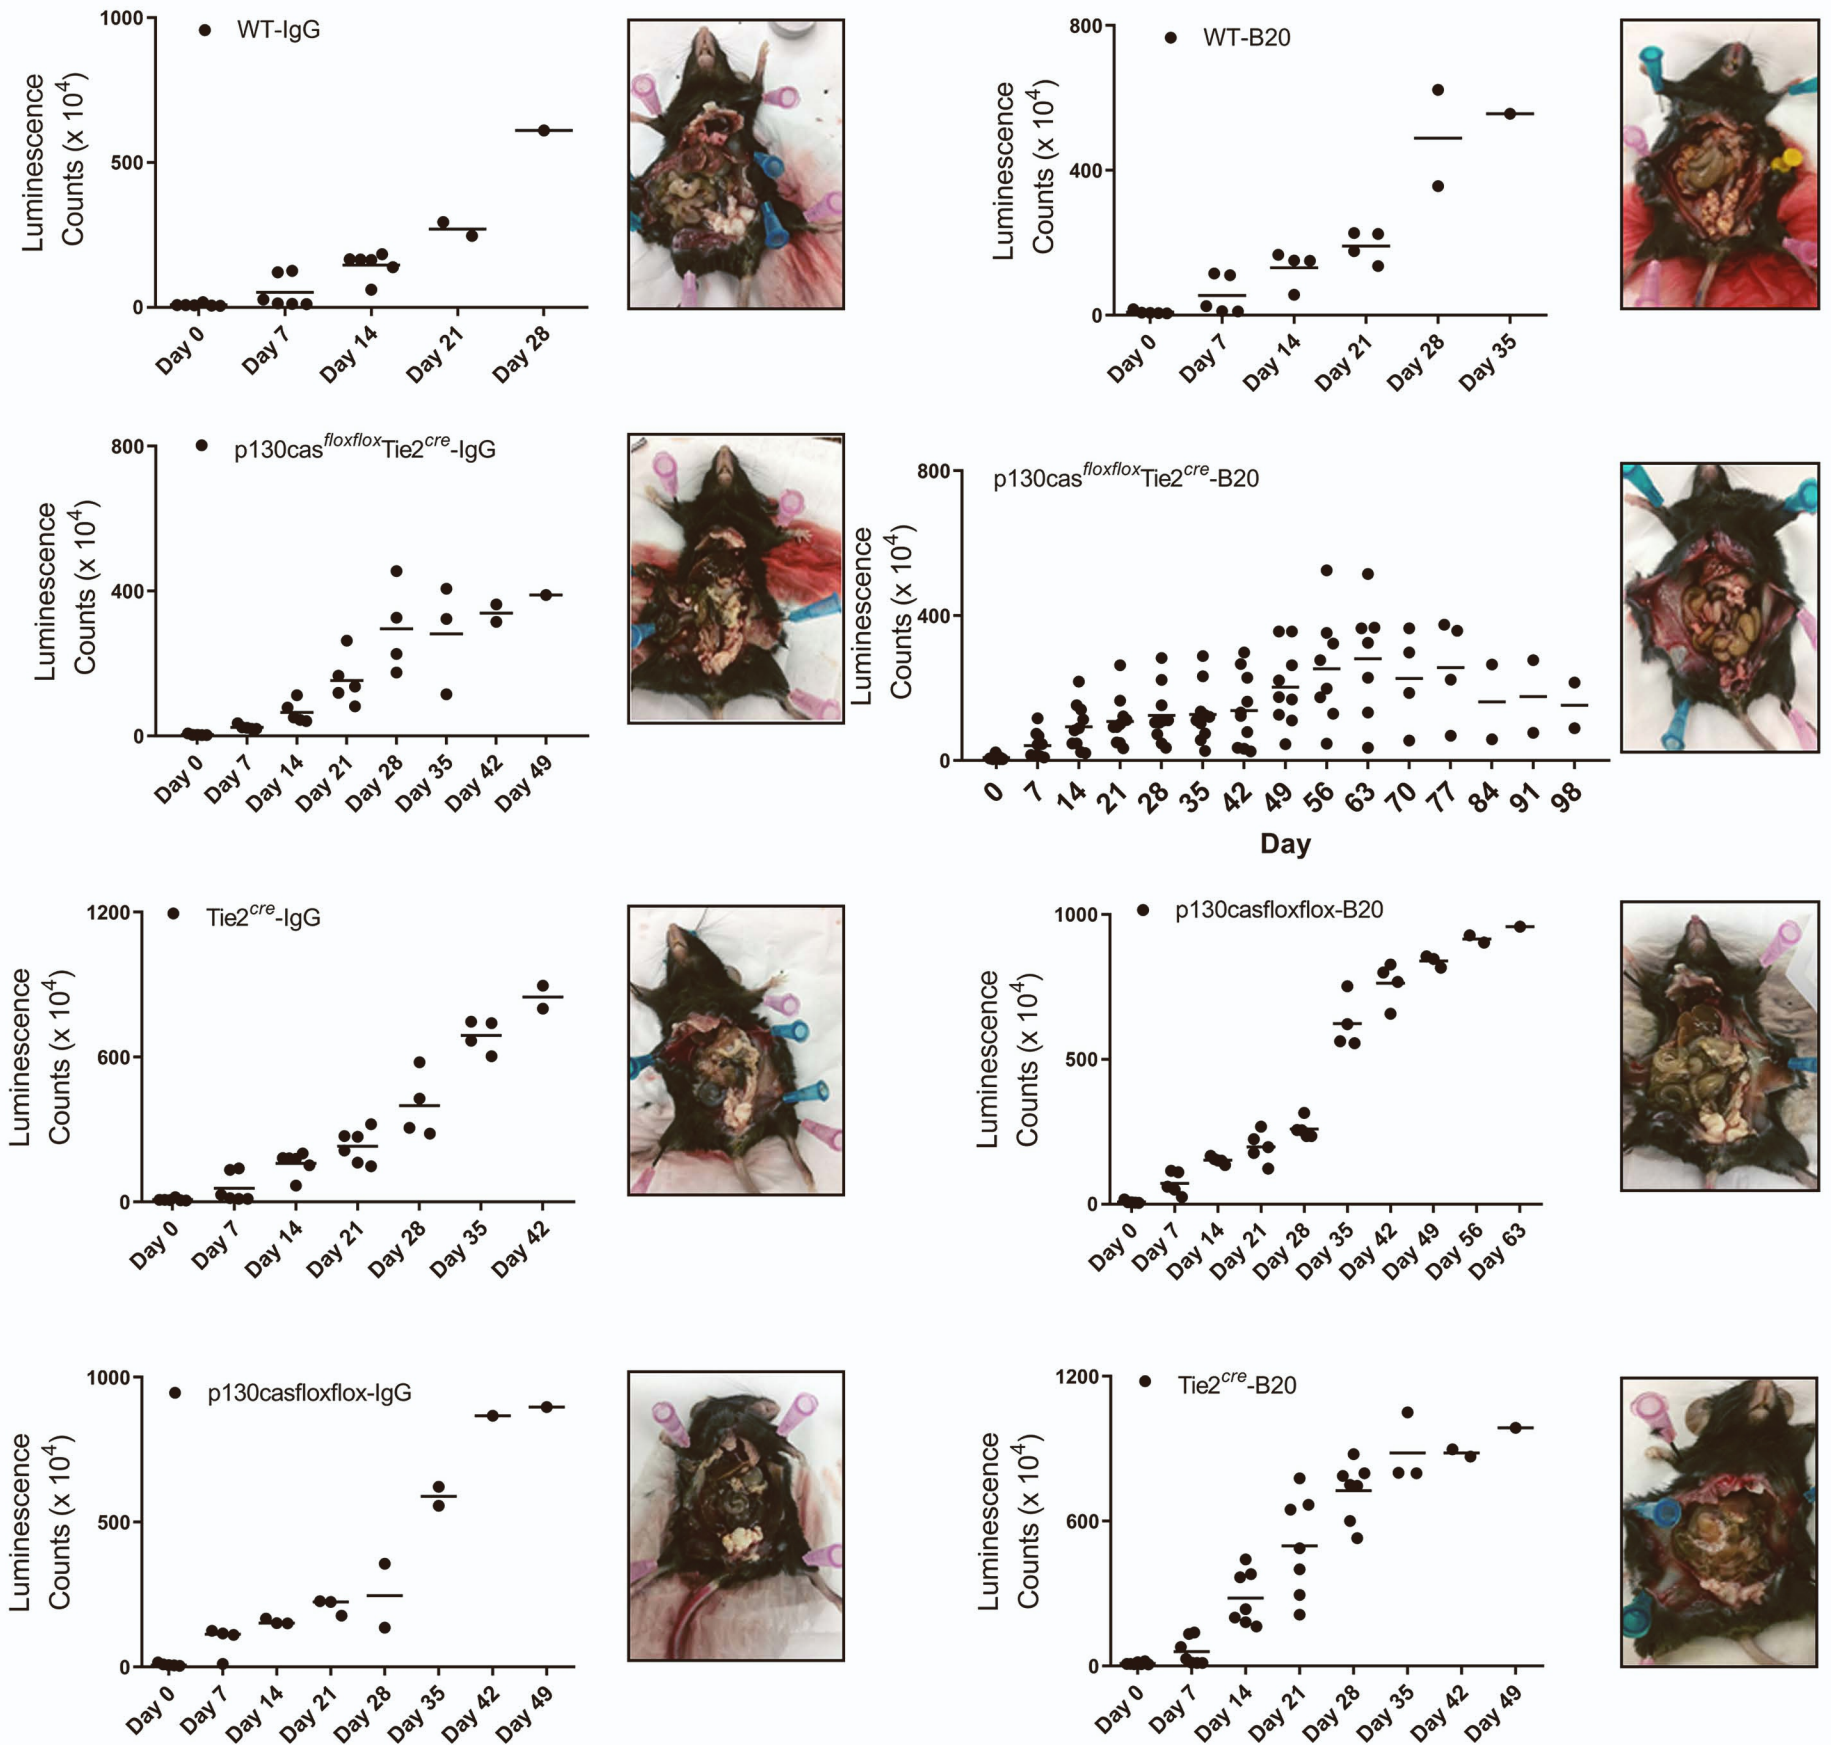 WT-IgG
Luminescence
Counts (x 10^4)
1000
500
0
Day 0
Day 7
Day 14
Day 21
Day 28
WT-B20
Luminescence
Counts (x 10^4)
800
400
0
Day 0
Day 7
Day 14
Day 21
Day 28
Day 35
p130cas^floxflox Tie2^cre-IgG
Luminescence
Counts (x 10^4)
800
400
0
Day 0
Day 7
Day 14
Day 21
Day 28
Day 35
Day 42
Day 49
p130cas^floxflox Tie2^cre-B20
Luminescence
Counts (x 10^4)
800
400
0
0
7
14
21
28
35
42
49
56
63
70
77
84
91
98
Day
Tie2^cre-IgG
Luminescence
Counts (x 10^4)
1200
600
0
Day 0
Day 7
Day 14
Day 21
Day 28
Day 35
Day 42
p130casfloxflox-B20
Luminescence
Counts (x 10^4)
1000
500
0
Day 0
Day 7
Day 14
Day 21
Day 28
Day 35
Day 42
Day 49
Day 56
Day 63
p130casfloxflox-IgG
Luminescence
Counts (x 10^4)
1000
500
0
Day 0
Day 7
Day 14
Day 21
Day 28
Day 35
Day 42
Day 49
Tie2^cre-B20
Luminescence
Counts (x 10^4)
1200
600
0
Day 0
Day 7
Day 14
Day 21
Day 28
Day 35
Day 42
Day 49